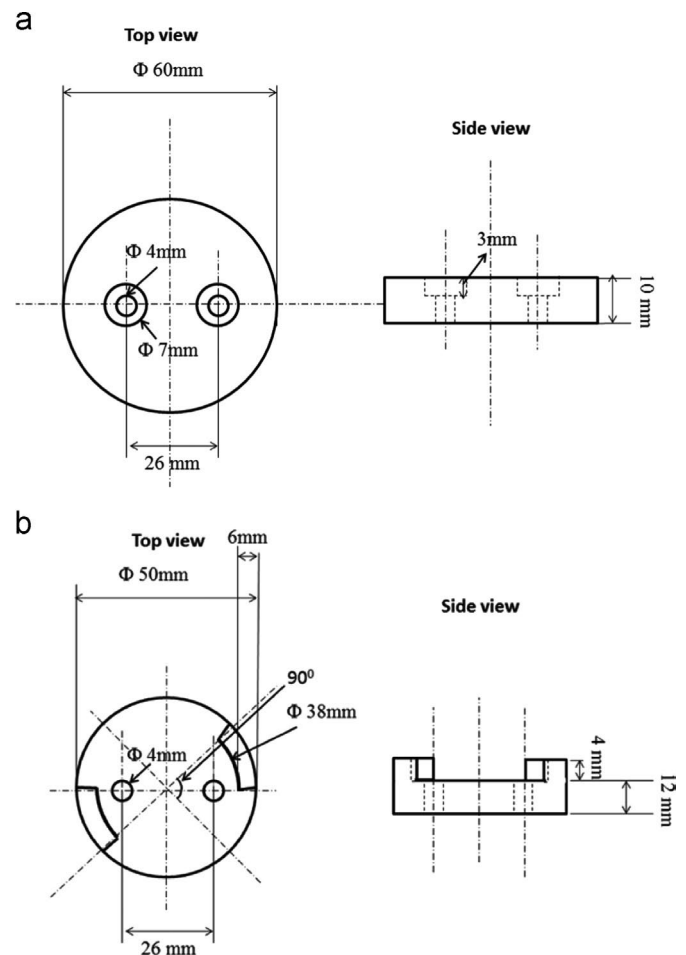 a
Top view
Φ 60mm
Side view
Φ 4mm
3mm
10 mm
Φ 7mm
26 mm
b
Top view
6mm
Φ 50mm
Side view
90⁰
Φ 38mm
Φ 4mm
4 mm
12 mm
26 mm